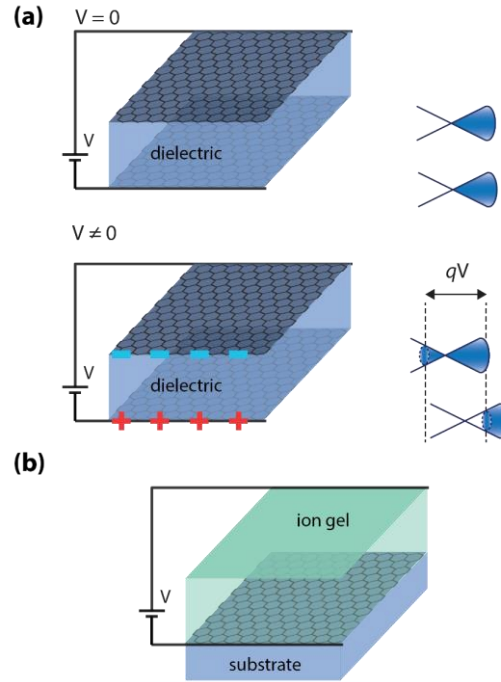 (a)
V = 0
V
dielectric
V ≠ 0
qV
V
dielectric
(b)
ion gel
V
substrate